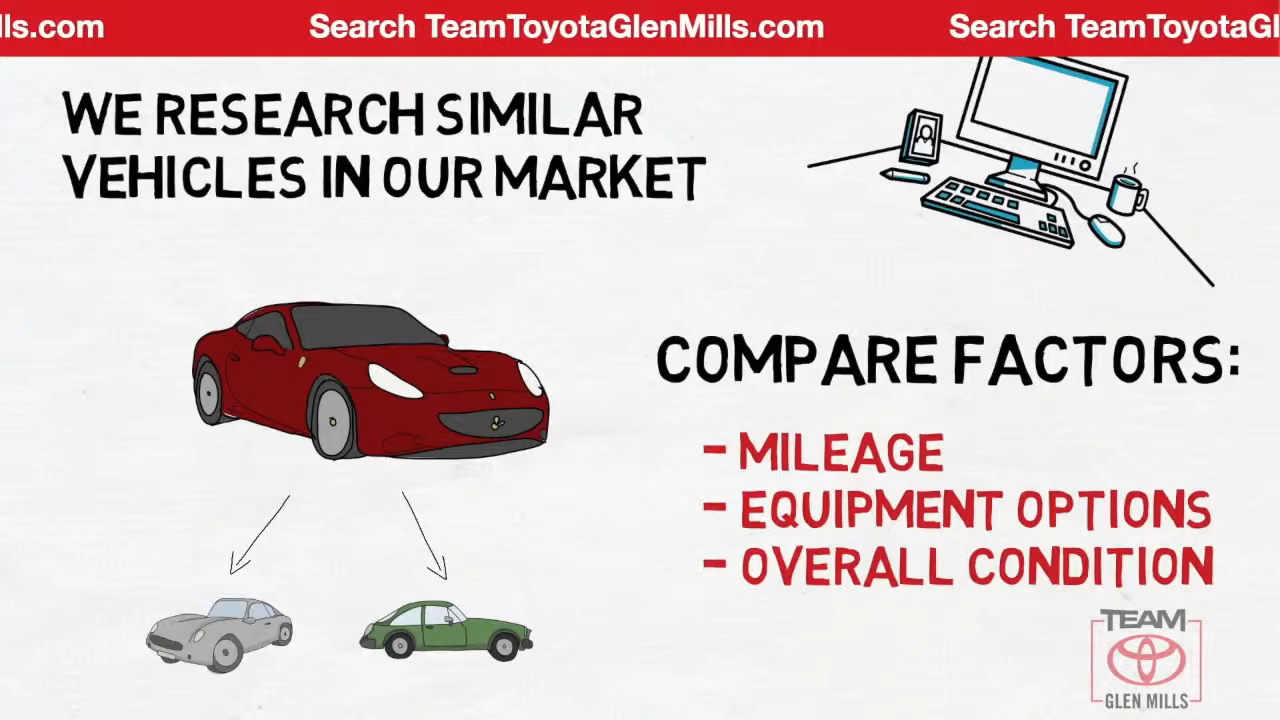 lls.com Search TeamToyotaGlenMills.com Search TeamToyotaGl
WE RESEARCH SIMILAR
VEHICLES IN OUR MARKET
COMPARE FACTORS:
- MILEAGE
- EQUIPMENT OPTIONS
- OVERALL CONDITION
TEAM
GLEN MILLS